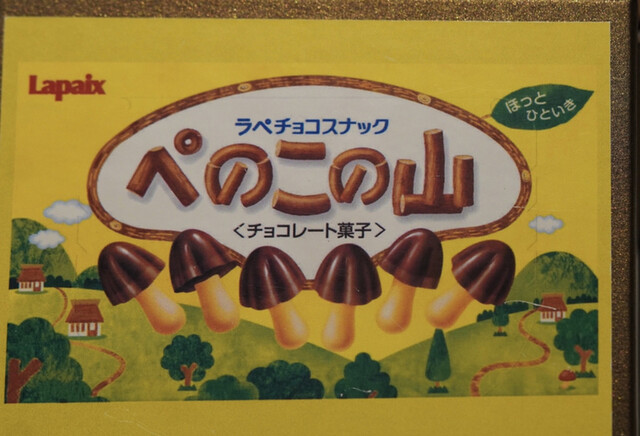 Lapaix
ほっと
ひといき
ラペチョコスナック
ぺのこの山
＜チョコレート菓子＞